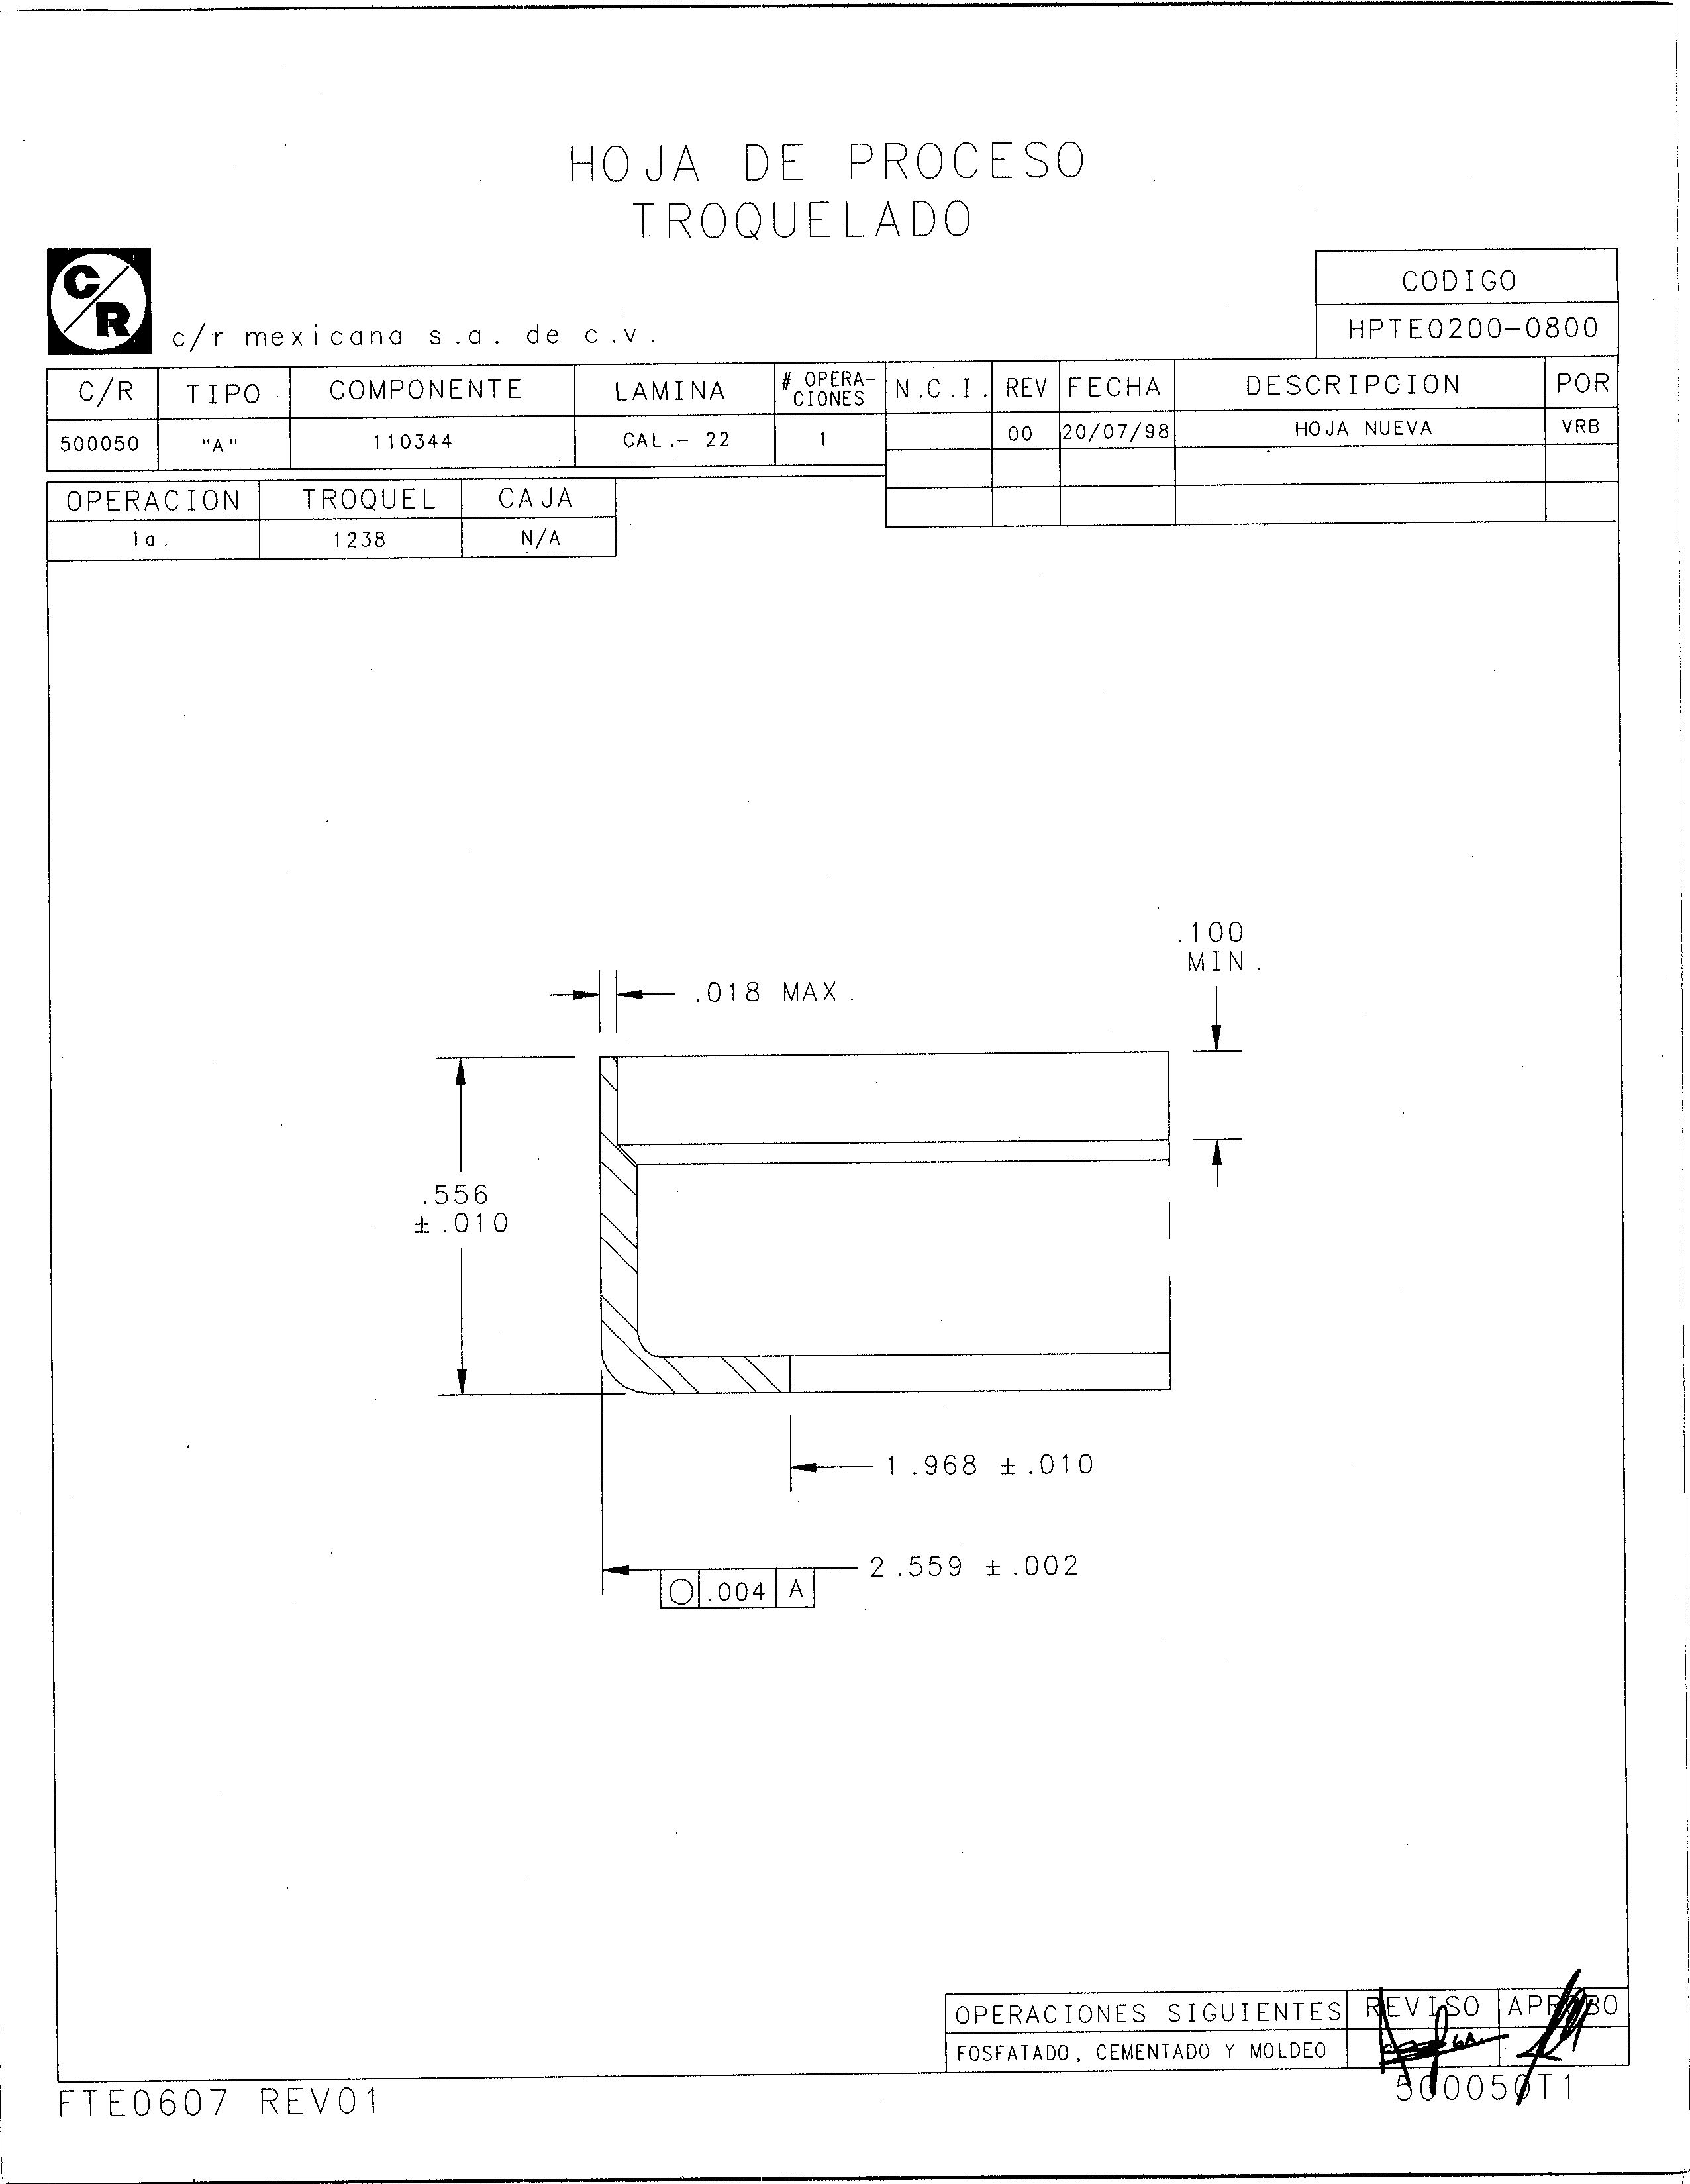 HOJA DE PROCESO
TROQUELADO
C/R
c/r mexicana s.a. de c.v.
CODIGO
HPTE0200-0800
C/R TIPO COMPONENTE LAMINA # OPERA-CIONES N.C.I. REV FECHA DESCRIPCION POR
500050 "A" 110344 CAL.- 22 1 00 20/07/98 HOJA NUEVA VRB
OPERACION TROQUEL CAJA
1a. 1238 N/A
.100
MIN.
.018 MAX.
.556
±.010
1.968 ±.010
2.559 ±.002
○ .004 A
OPERACIONES SIGUIENTES REVISO APROBO
FOSFATADO, CEMENTADO Y MOLDEO
500050T1
FTE0607 REV01